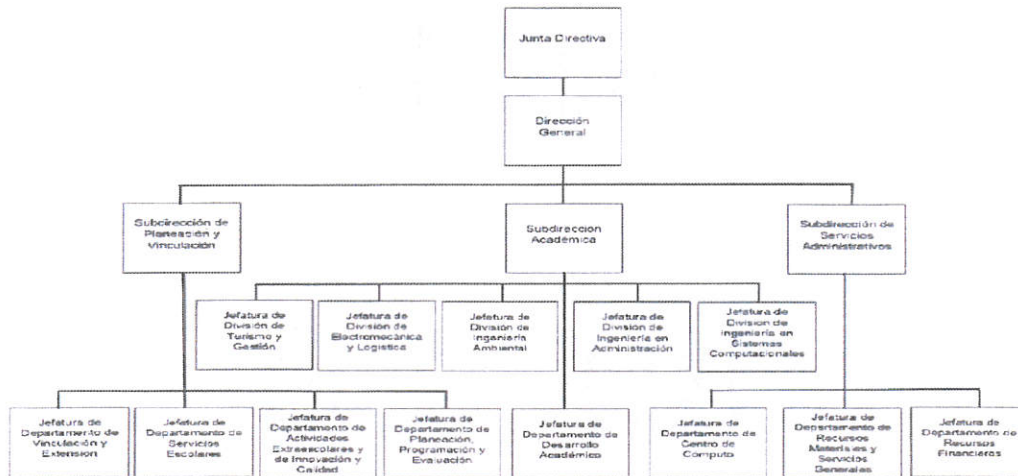 Junta Directiva
Dirección
General
Subdirección de
Planeación y
Vinculación
Subdirección
Académica
Subdirección de
Servicios
Administrativos
Jefatura de
División de
Turismo y
Gestión
Jefatura de
División de
Electromecánica
y Logística
Jefatura de
División de
Ingeniería
Ambiental
Jefatura de
División de
Ingeniería en
Administración
Jefatura de
División de
Ingeniería en
Sistemas
Computacionales
Jefatura de
Departamento de
Vinculación y
Extensión
Jefatura de
Departamento de
Servicios
Escolares
Jefatura de
Departamento de
Actividades
Extraescolares y
de Innovación y
Calidad
Jefatura de
Departamento de
Planeación,
Programación y
Evaluación
Jefatura de
Departamento de
Desarrollo
Académico
Jefatura de
Departamento de
Centro de
Computo
Jefatura de
Departamento de
Recursos
Materiales y
Servicios
Generales
Jefatura de
Departamento de
Recursos
Financieros